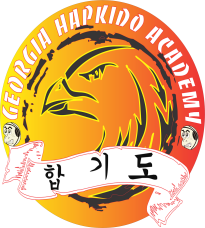 GEORGIA HAPKIDO ACADEMY
합 기 도